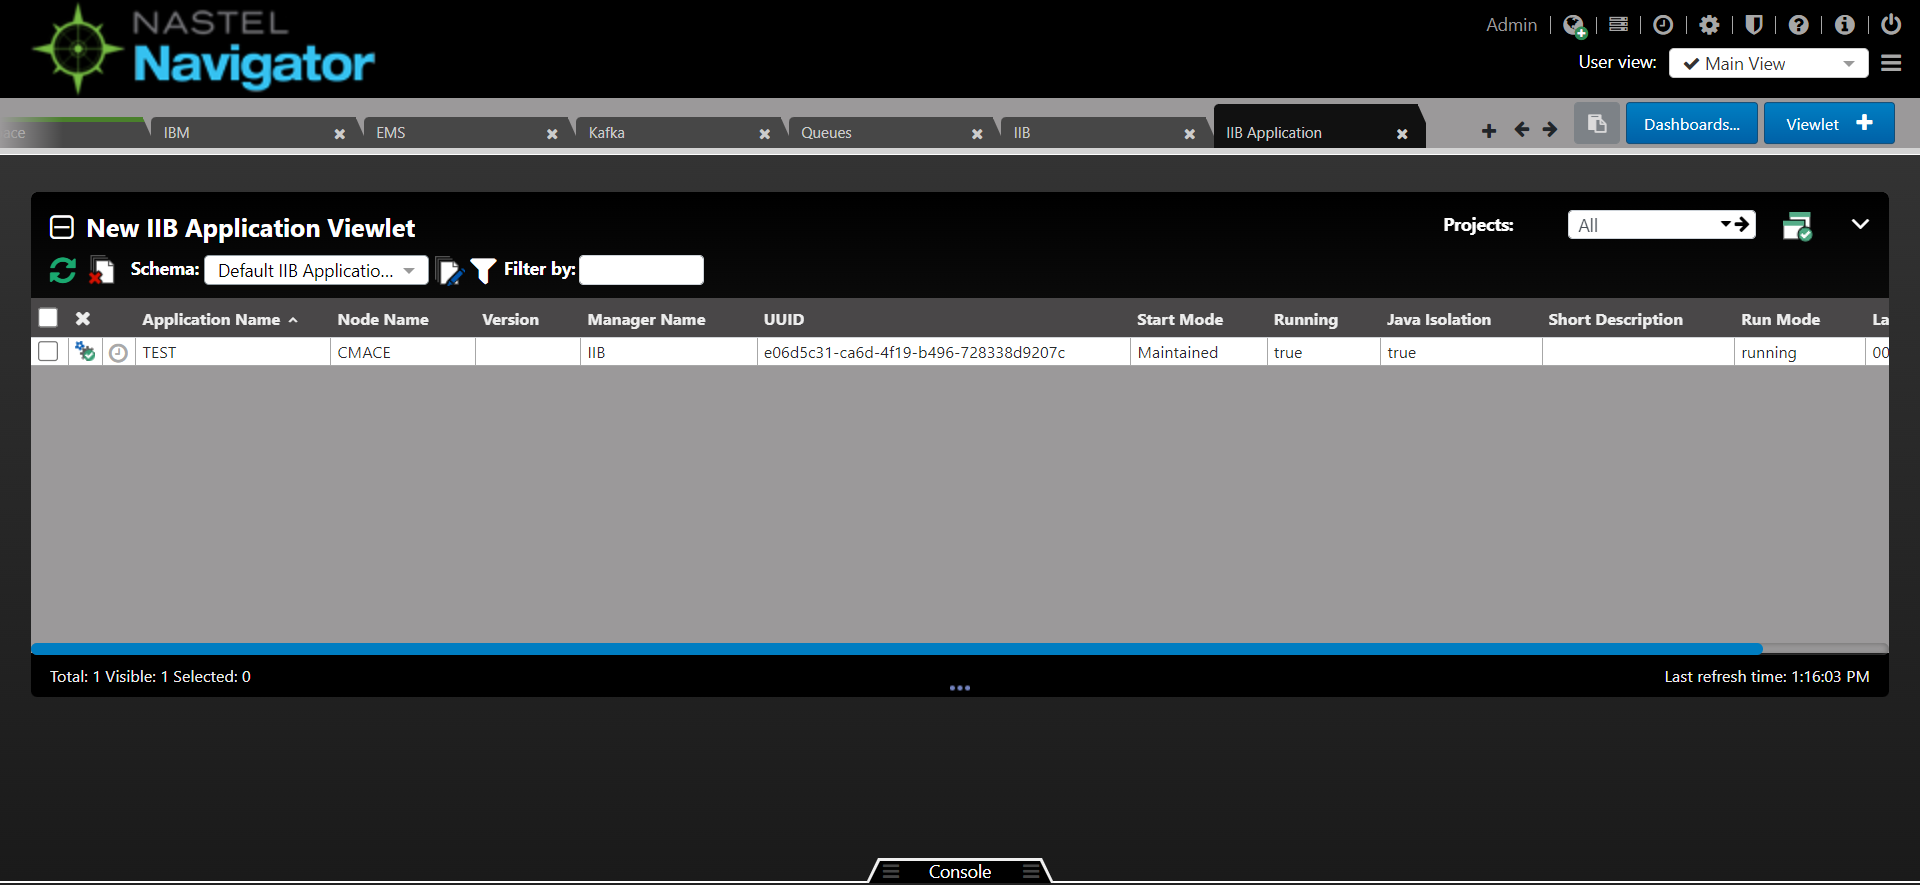 NASTEL
Navigator
Admin
User view: Main View
ace
IBM
EMS
Kafka
Queues
IIB
IIB Application
Dashboards...
Viewlet
New IIB Application Viewlet
Projects: All
Schema: Default IIB Applicatio... Filter by:
Application Name Node Name Version Manager Name UUID Start Mode Running Java Isolation Short Description Run Mode La
TEST CMACE IIB e06d5c31-ca6d-4f19-b496-728338d9207c Maintained true true running 00
Total: 1 Visible: 1 Selected: 0
Last refresh time: 1:16:03 PM
Console